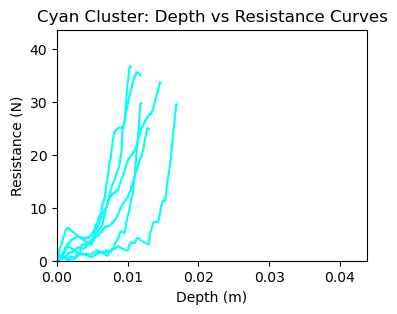 Cyan Cluster: Depth vs Resistance Curves
40
30
20
10
0
Resistance (N)
0.00 0.01 0.02 0.03 0.04
Depth (m)